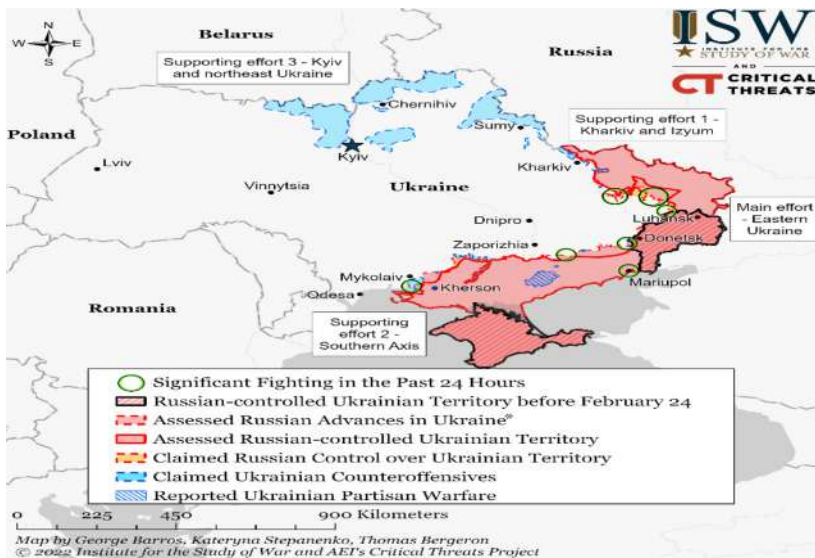 N
W E
S
Belarus
Russia
Poland
Ukraine
Romania
ISW
INSTITUTE FOR THE
STUDY OF WAR
AND
CT CRITICAL
THREATS
Supporting effort 3 - Kyiv
and northeast Ukraine
Supporting effort 1 -
Kharkiv and Izyum
Main effort
- Eastern
Ukraine
Supporting
effort 2 -
Southern Axis
Chernihiv
Sumy
Kyiv
Lviv
Kharkiv
Vinnytsia
Luhansk
Dnipro
Donetsk
Zaporizhia
Mykolaiv
Mariupol
Odesa
Kherson
Significant Fighting in the Past 24 Hours
Russian-controlled Ukrainian Territory before February 24
Assessed Russian Advances in Ukraine*
Assessed Russian-controlled Ukrainian Territory
Claimed Russian Control over Ukrainian Territory
Claimed Ukrainian Counteroffensives
Reported Ukrainian Partisan Warfare
0 225 450 900 Kilometers
Map by George Barros, Kateryna Stepanenko, Thomas Bergeron
© 2022 Institute for the Study of War and AEI's Critical Threats Project